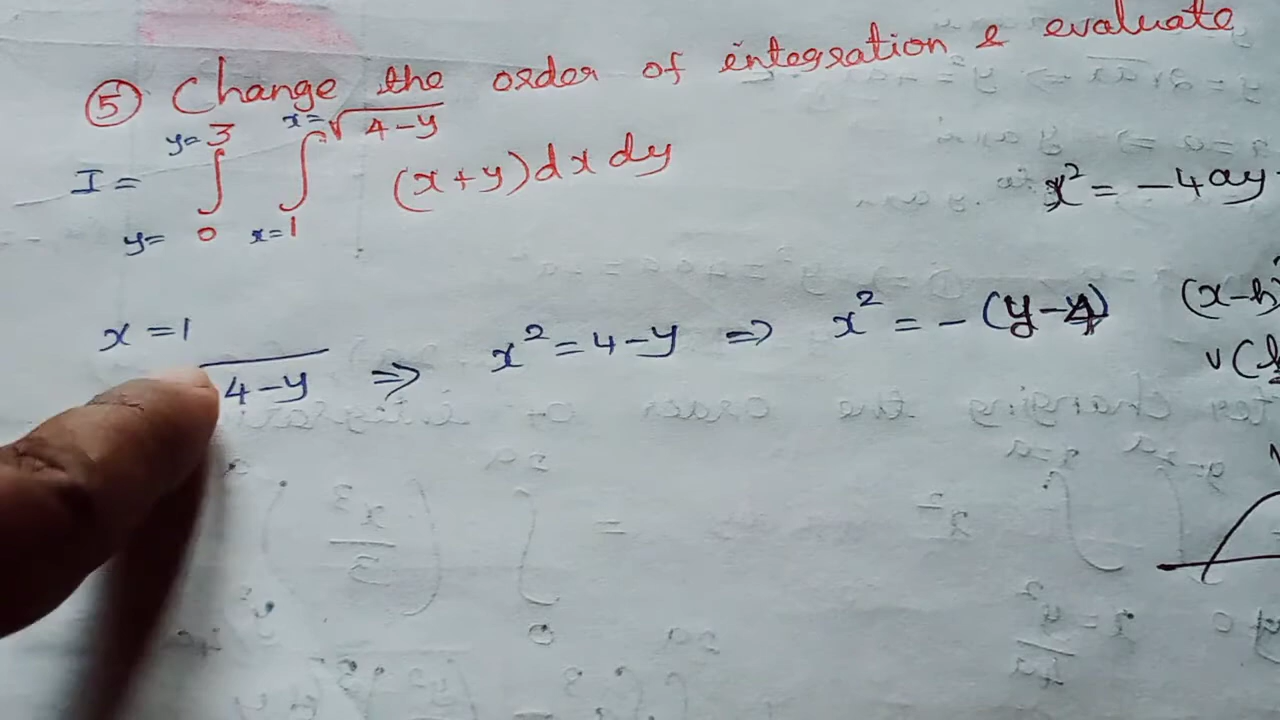 ⑤ Change the order of integration & evaluate
I = ∫_{y=0}^{y=3} ∫_{x=1}^{x=√(4-y)} (x+y) dx dy
x² = -4ay
x = 1
√(4-y) ⇒ x² = 4-y ⇒ x² = -(y-4)
(x-h)²
V(h